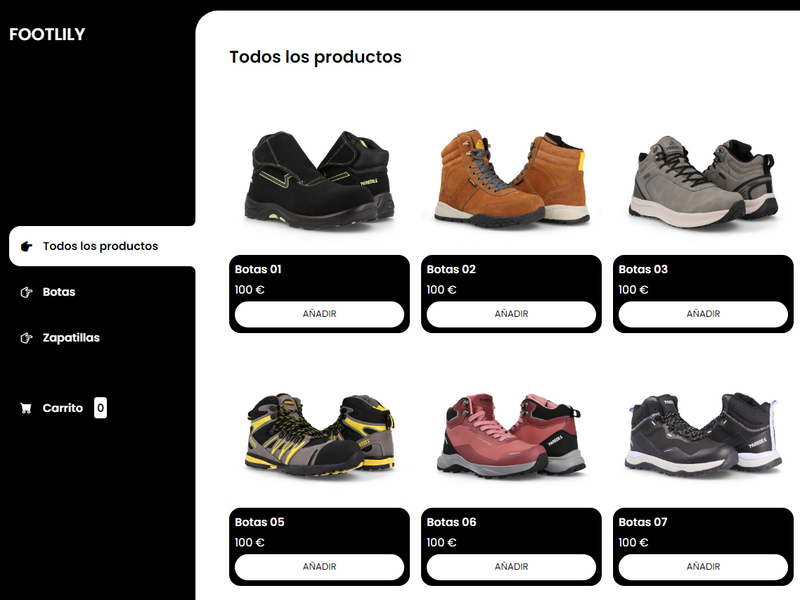 FOOTLILY
Todos los productos
Botas
Zapatillas
Carrito 0
Todos los productos
Botas 01
100 €
AÑADIR
Botas 02
100 €
AÑADIR
Botas 03
100 €
AÑADIR
Botas 05
100 €
AÑADIR
Botas 06
100 €
AÑADIR
Botas 07
100 €
AÑADIR